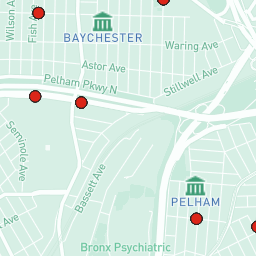 Wilson A
Fish Ave
BAYCHESTER
Waring Ave
Astor Ave
Pelham Pkwy N
Stillwell Ave
Seminole Ave
Bassett Ave
PELHAM
t Ave
Bronx Psychiatric